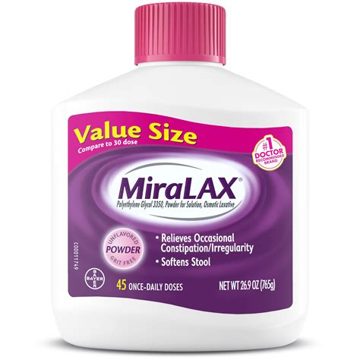 Value Size
Compare to 30 dose
#1
DOCTOR
RECOMMENDED
BRAND
MiraLAX®
Polyethylene Glycol 3350, Powder for Solution, Osmotic Laxative
UNFLAVORED
POWDER
GRIT FREE
• Relieves Occasional
Constipation/Irregularity
• Softens Stool
BAYER
45 ONCE-DAILY DOSES
NET WT 26.9 OZ (765g)